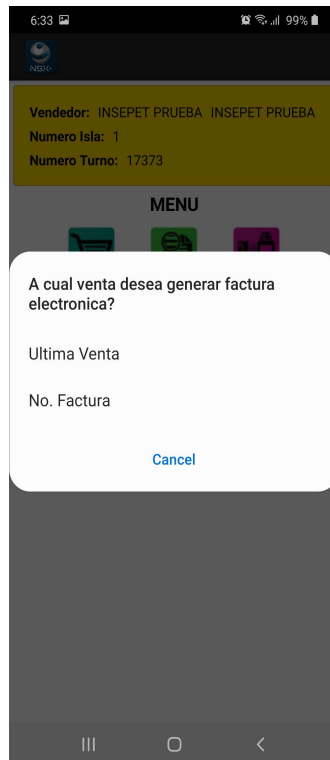 6:33 99%
NSX+
Vendedor: INSEPET PRUEBA INSEPET PRUEBA
Numero Isla: 1
Numero Turno: 17373
MENU
A cual venta desea generar factura
electronica?
Ultima Venta
No. Factura
Cancel